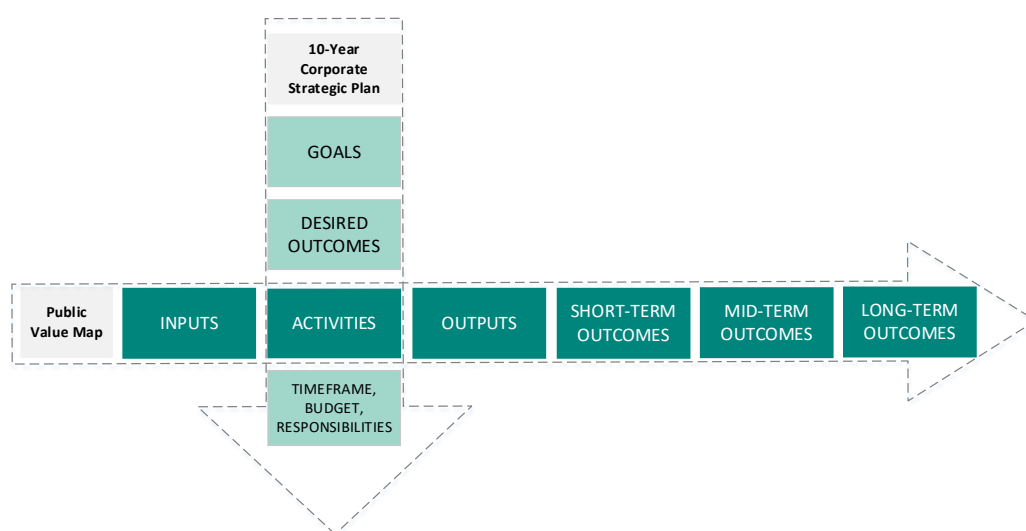 10-Year
Corporate
Strategic Plan
GOALS
DESIRED
OUTCOMES
Public
Value Map
INPUTS
ACTIVITIES
OUTPUTS
SHORT-TERM
OUTCOMES
MID-TERM
OUTCOMES
LONG-TERM
OUTCOMES
TIMEFRAME,
BUDGET,
RESPONSIBILITIES